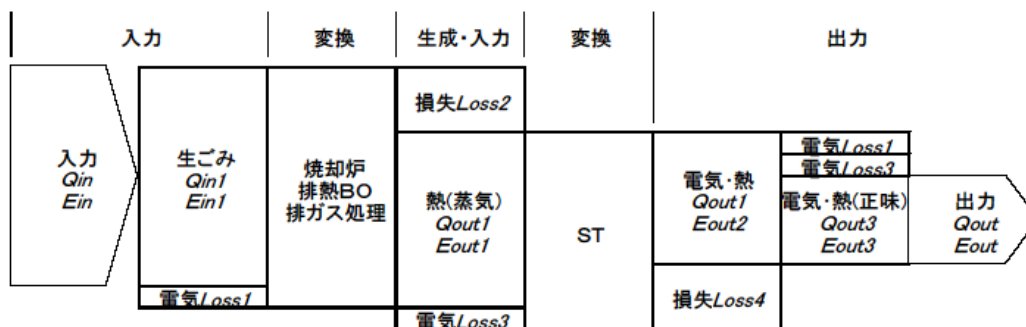 入力
変換
生成・入力
変換
出力
入力
Qin
Ein
生ごみ
Qin1
Ein1
電気Loss1
焼却炉
排熱BO
排ガス処理
損失Loss2
熱(蒸気)
Qout1
Eout1
電気Loss3
ST
電気・熱
Qout1
Eout2
損失Loss4
電気Loss1
電気Loss3
電気・熱(正味)
Qout3
Eout3
出力
Qout
Eout